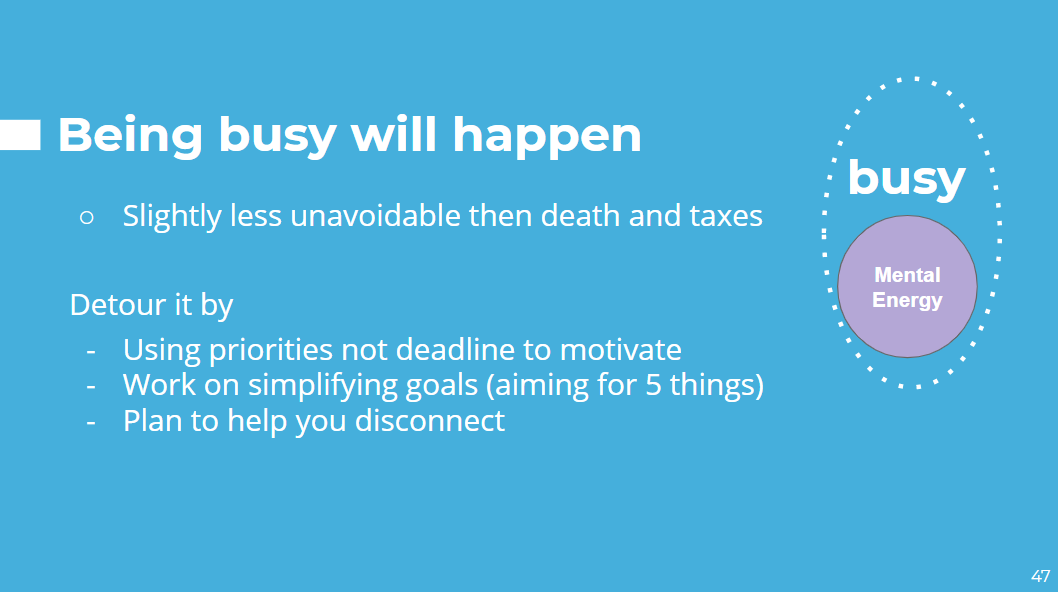 Being busy will happen
○ Slightly less unavoidable then death and taxes
Detour it by
- Using priorities not deadline to motivate
- Work on simplifying goals (aiming for 5 things)
- Plan to help you disconnect
busy
Mental
Energy
47